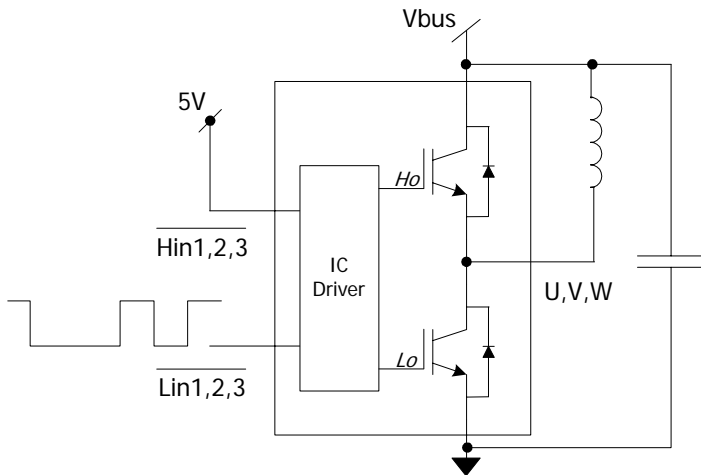 Vbus
5V
Ho
Hin1,2,3
IC
Driver
U,V,W
Lo
Lin1,2,3